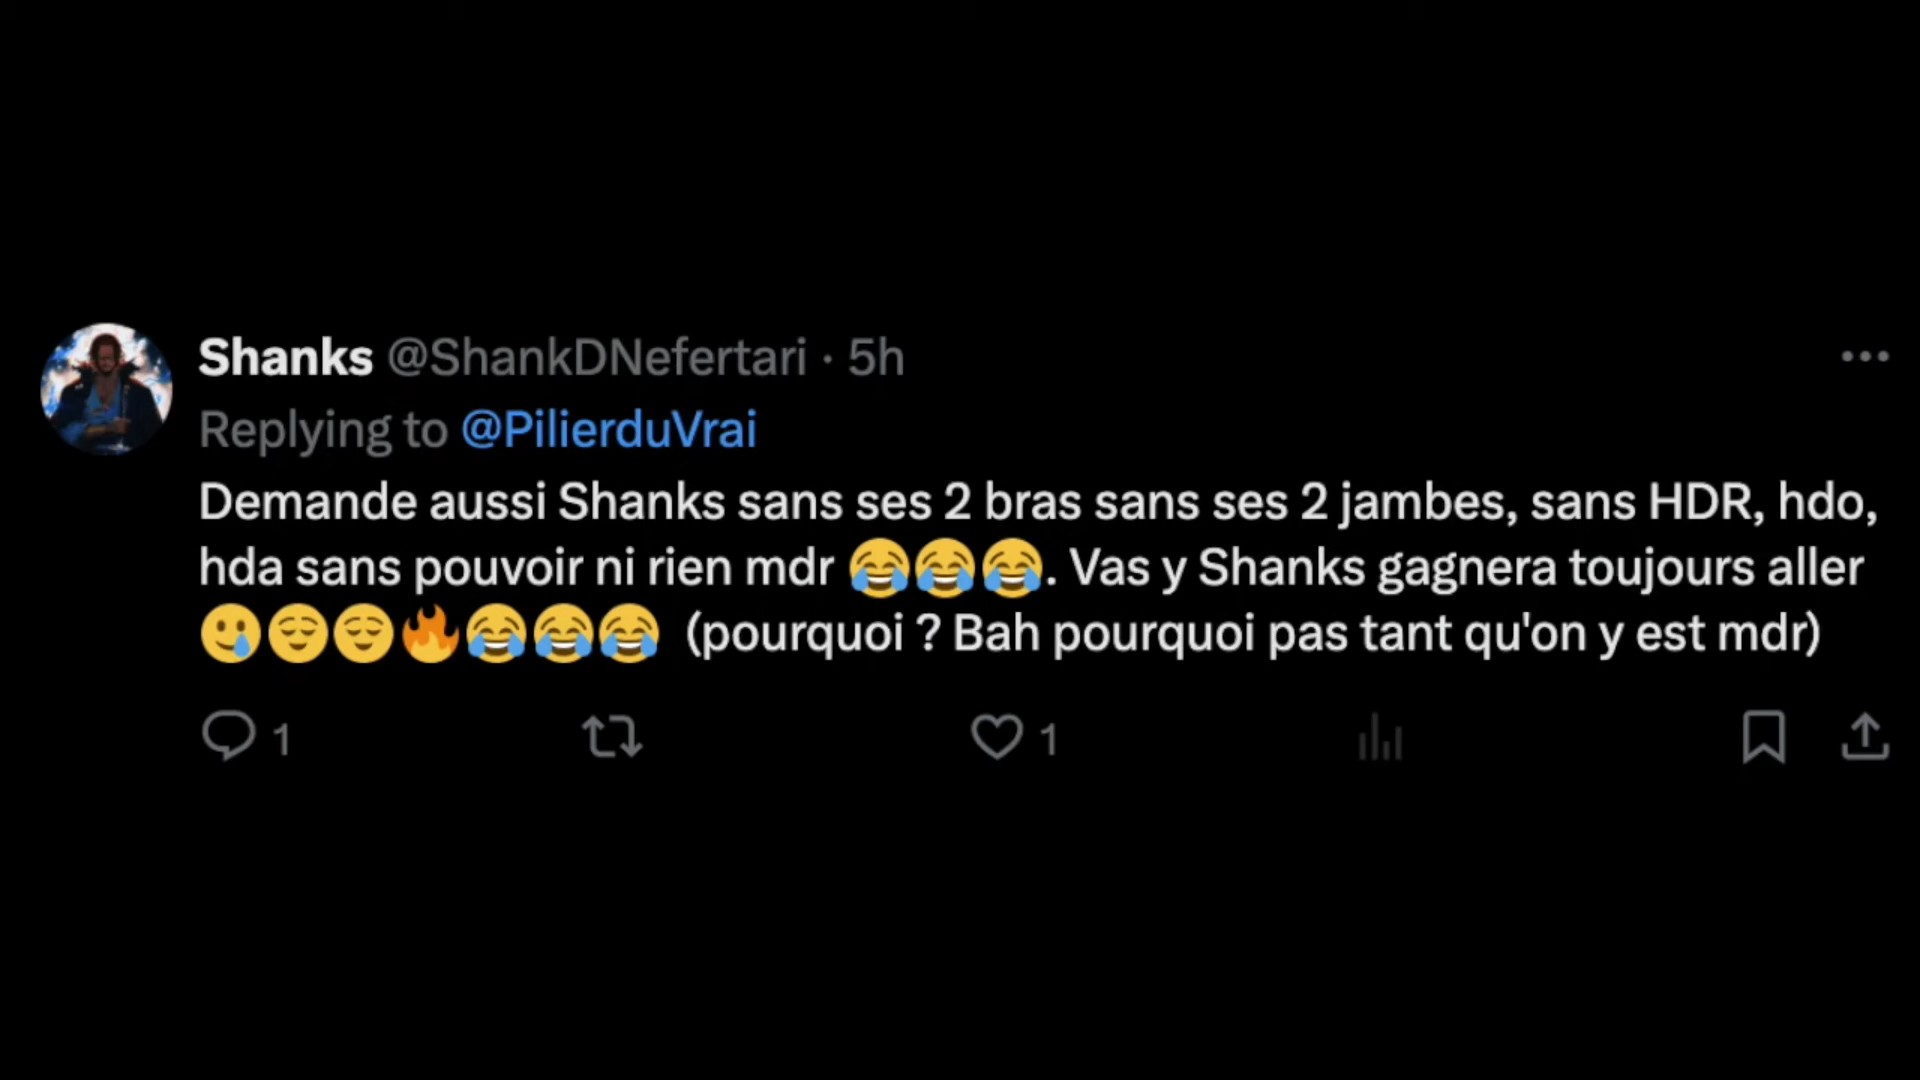 Shanks @ShankDNefertari · 5h
Replying to @PilierduVrai
Demande aussi Shanks sans ses 2 bras sans ses 2 jambes, sans HDR, hdo,
hda sans pouvoir ni rien mdr 😂😂😂. Vas y Shanks gagnera toujours aller
🥲😌😌🔥😂😂😂 (pourquoi ? Bah pourquoi pas tant qu'on y est mdr)
1 1